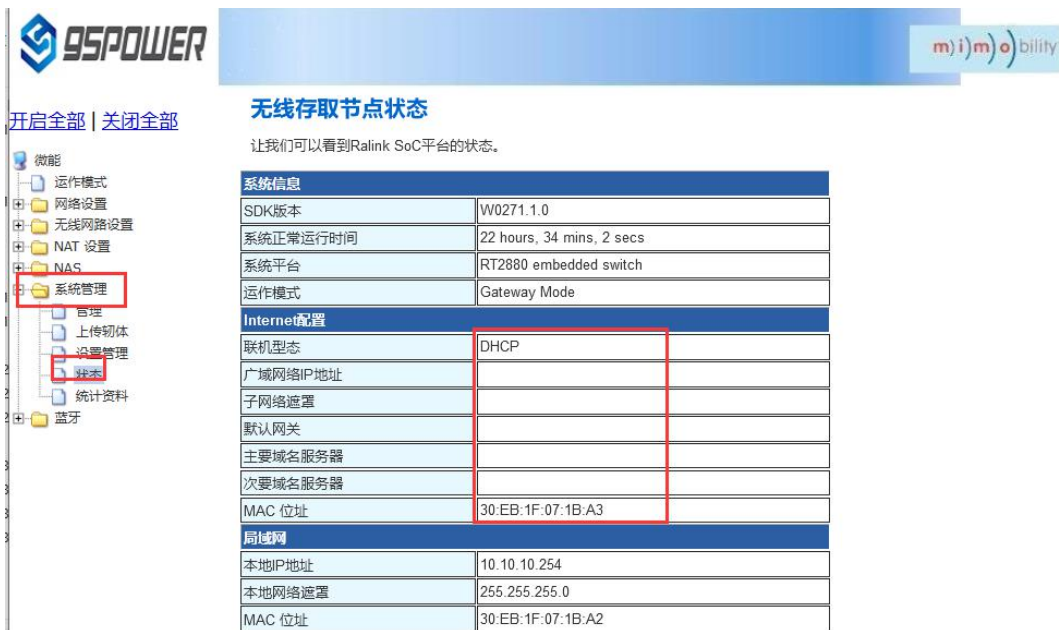 95POWER
m)i)m)o)bility
开启全部 | 关闭全部
微能
运作模式
网络设置
无线网路设置
NAT 设置
NAS
系统管理
管理
上传韧体
设置管理
状态
统计资料
蓝牙
无线存取节点状态
让我们可以看到Ralink SoC平台的状态。
系统信息
SDK版本 W0271.1.0
系统正常运行时间 22 hours, 34 mins, 2 secs
系统平台 RT2880 embedded switch
运作模式 Gateway Mode
Internet配置
联机型态 DHCP
广域网络IP地址
子网络遮罩
默认网关
主要域名服务器
次要域名服务器
MAC 位址 30:EB:1F:07:1B:A3
局域网
本地IP地址 10.10.10.254
本地网络遮罩 255.255.255.0
MAC 位址 30:EB:1F:07:1B:A2